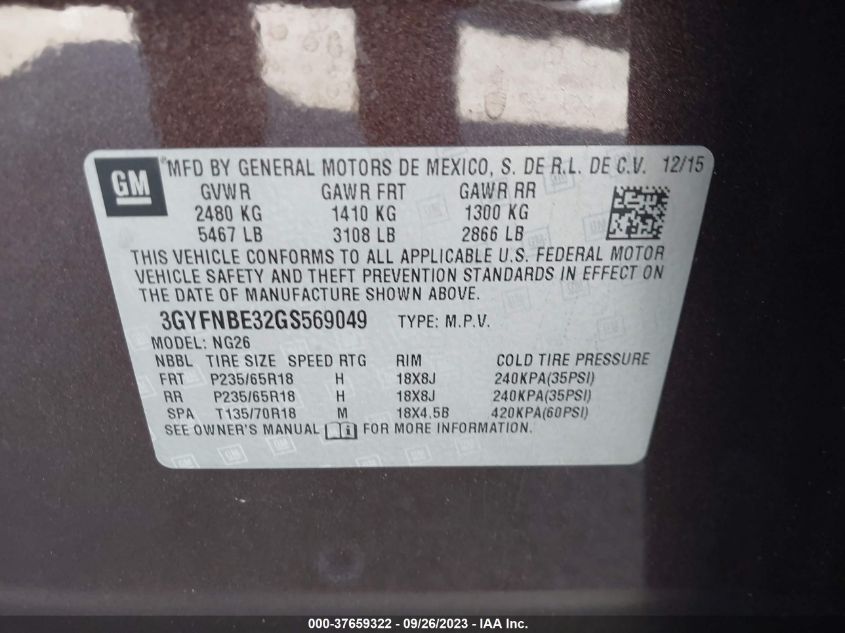 GM MFD BY GENERAL MOTORS DE MEXICO, S. DE R.L. DE C.V. 12/15
GVWR GAWR FRT GAWR RR
2480 KG 1410 KG 1300 KG
5467 LB 3108 LB 2866 LB
THIS VEHICLE CONFORMS TO ALL APPLICABLE U.S. FEDERAL MOTOR
VEHICLE SAFETY AND THEFT PREVENTION STANDARDS IN EFFECT ON
THE DATE OF MANUFACTURE SHOWN ABOVE.
3GYFNBE32GS569049 TYPE: M.P.V.
MODEL: NG26
NBBL TIRE SIZE SPEED RTG RIM COLD TIRE PRESSURE
FRT P235/65R18 H 18X8J 240KPA(35PSI)
RR P235/65R18 H 18X8J 240KPA(35PSI)
SPA T135/70R18 M 18X4.5B 420KPA(60PSI)
SEE OWNER'S MANUAL FOR MORE INFORMATION.
000-37659322 - 09/26/2023 - IAA Inc.